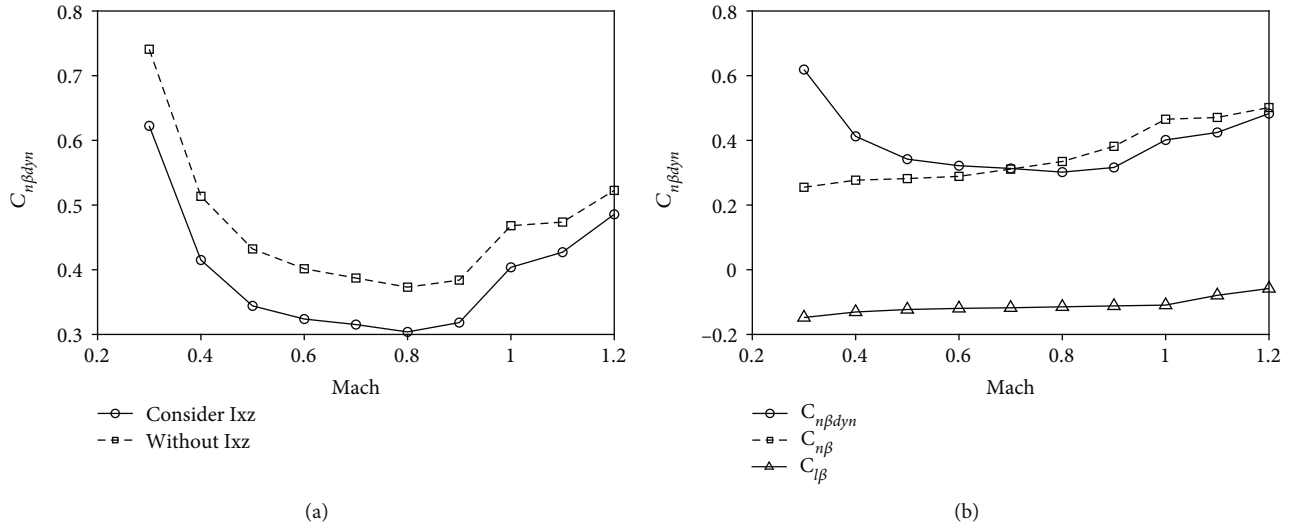 0.8
0.7
0.6
0.5
0.4
0.3
C_{nβdyn}
0.2 0.4 0.6 0.8 1 1.2
Mach
Consider Ixz
Without Ixz
(a)
0.8
0.6
0.4
0.2
0
–0.2
C_{nβdyn}
0.2 0.4 0.6 0.8 1 1.2
Mach
C_{nβdyn}
C_{nβ}
C_{lβ}
(b)